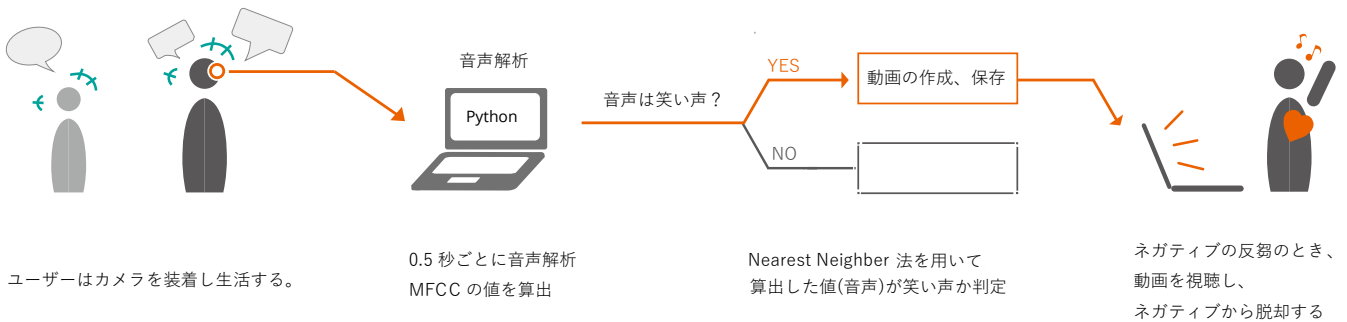 音声解析
Python
音声は笑い声？
YES
動画の作成、保存
NO
ユーザーはカメラを装着し生活する。
0.5 秒ごとに音声解析
MFCC の値を算出
Nearest Neighber 法を用いて
算出した値(音声)が笑い声か判定
ネガティブの反芻のとき、
動画を視聴し、
ネガティブから脱却する